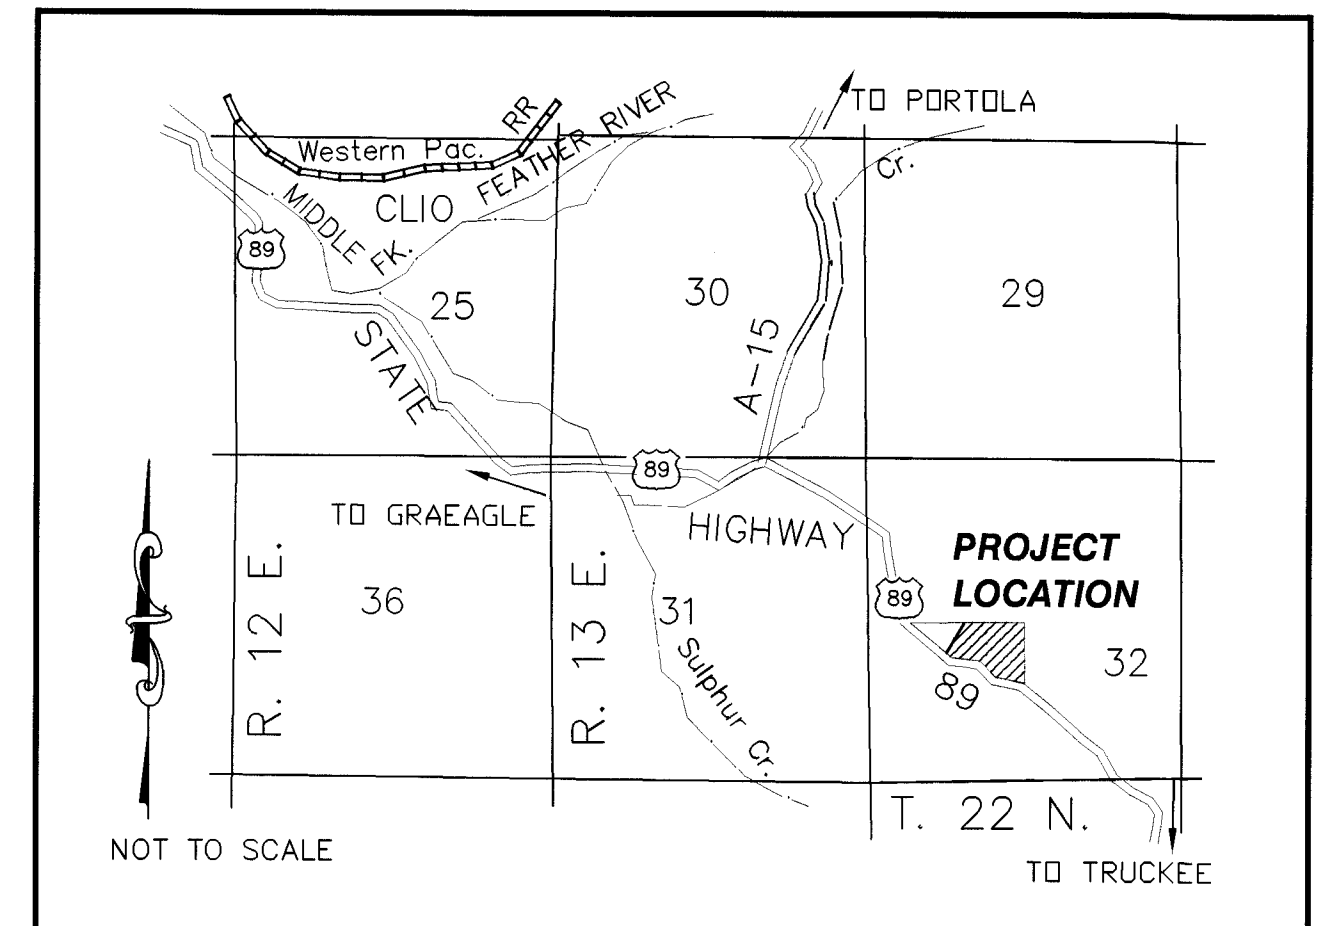 TO PORTOLA
RR
FEATHER RIVER
Western Pac.
Cr.
MIDDLE FK.
CLIO
89
25
30
29
STATE
A-15
89
TO GRAEAGLE
HIGHWAY
PROJECT
LOCATION
R. 12 E.
36
R. 13 E.
31
89
32
Sulphur Cr.
89
T. 22 N.
NOT TO SCALE
TO TRUCKEE